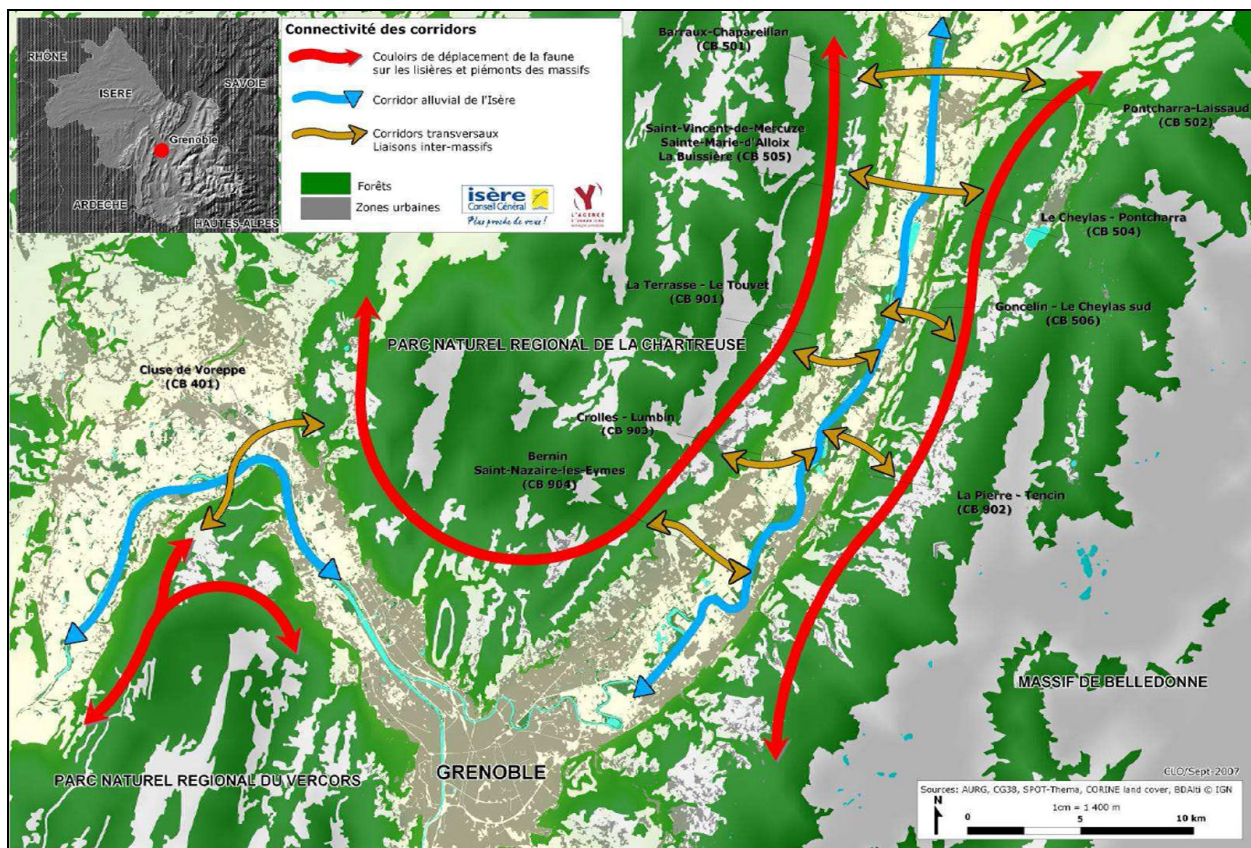 RHÔNE
SAVOIE
ISERE
Grenoble
ARDECHE
HAUTES-ALPES
Connectivité des corridors
Couloirs de déplacement de la faune
sur les lisières et piémonts des massifs
Corridor alluvial de l'Isère
Corridors transversaux
Liaisons inter-massifs
Forêts
Zones urbaines
isère
Conseil Général
Plus proche de vous !
Y
L'AGENCE
Barraux-Chapareillan
(CB 501)
Pontcharra-Laissaud
(CB 502)
Saint-Vincent-de-Mercuze
Sainte-Marie-d'Alloix
La Buissière (CB 505)
Le Cheylas - Pontcharra
(CB 504)
La Terrasse - Le Touvet
(CB 901)
Goncelin - Le Cheylas sud
(CB 506)
PARC NATUREL REGIONAL DE LA CHARTREUSE
Cluse de Voreppe
(CB 401)
Crolles - Lumbin
(CB 903)
Bernin
Saint-Nazaire-les-Eymes
(CB 904)
La Pierre - Tencin
(CB 902)
MASSIF DE BELLEDONNE
PARC NATUREL REGIONAL DU VERCORS
GRENOBLE
CLO/Sept-2007
Sources: AURG, CG38, SPOT-Thema, CORINE land cover, BDAlti © IGN
N
1cm = 1 400 m
0 5 10 km